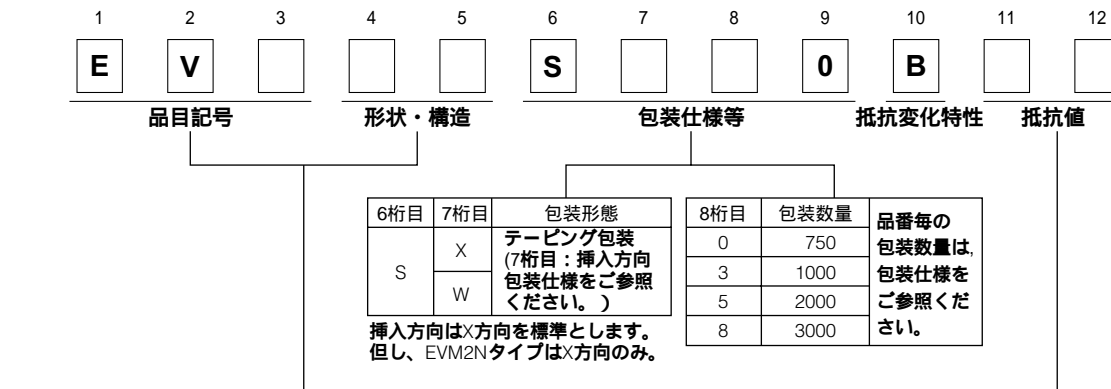 1 2 3 4 5 6 7 8 9 10 11 12
E V S 0 B
品目記号 形状・構造 包装仕様等 抵抗変化特性 抵抗値
6桁目 7桁目 包装形態
S X W
テーピング包装
(7桁目：挿入方向
包装仕様をご参照
ください。)
挿入方向はX方向を標準とします。
但し、EVM2NタイプはX方向のみ。
8桁目 包装数量
0 750
3 1000
5 2000
8 3000
品番毎の
包装数量は,
包装仕様を
ご参照くだ
さい。